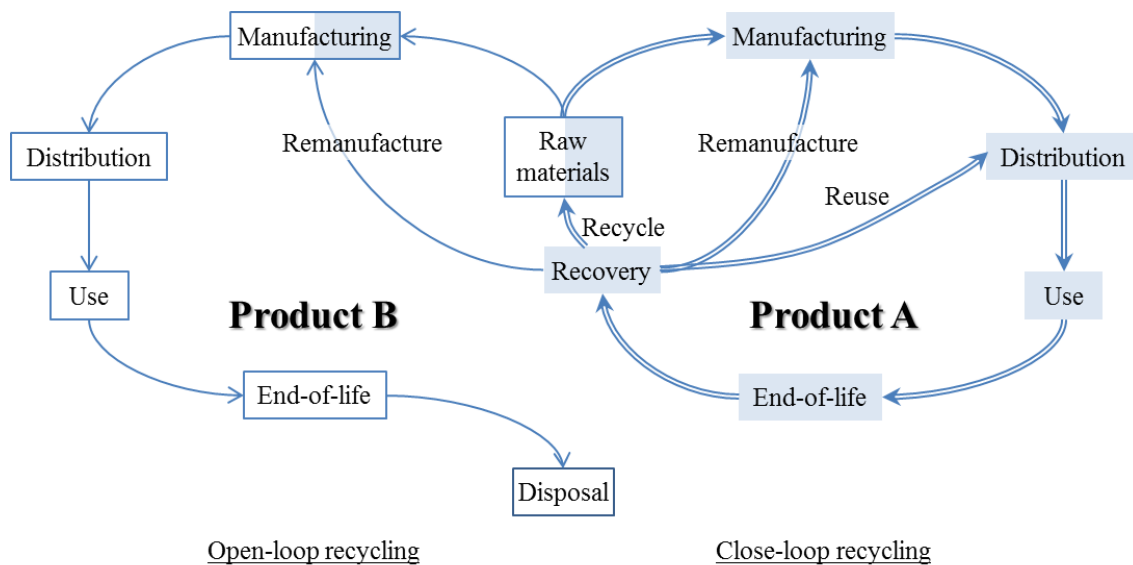 Manufacturing
Manufacturing
Remanufacture
Raw
materials
Remanufacture
Distribution
Distribution
Reuse
Recycle
Recovery
Use
Use
Product B
Product A
End-of-life
End-of-life
Disposal
Open-loop recycling
Close-loop recycling